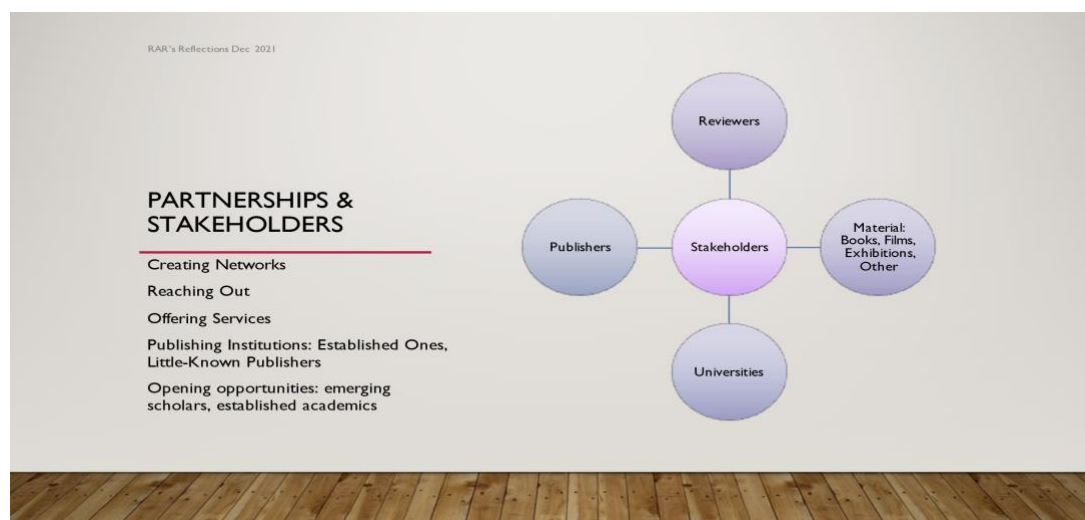 RAR's Reflections Dec 2021
PARTNERSHIPS &
STAKEHOLDERS
Creating Networks
Reaching Out
Offering Services
Publishing Institutions: Established Ones,
Little-Known Publishers
Opening opportunities: emerging
scholars, established academics
Reviewers
Publishers
Stakeholders
Material:
Books, Films,
Exhibitions,
Other
Universities